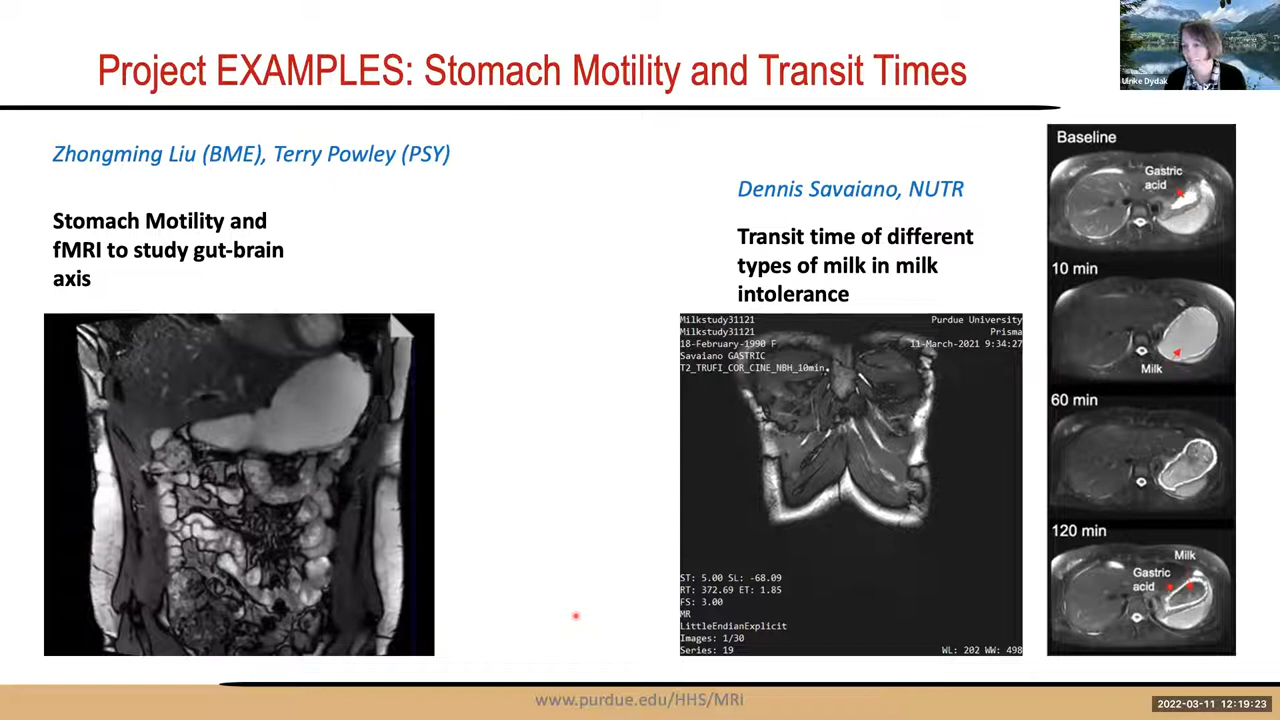 Project EXAMPLES: Stomach Motility and Transit Times
Ulrike Dydak
Zhongming Liu (BME), Terry Powley (PSY)
Stomach Motility and
fMRI to study gut-brain
axis
Dennis Savaiano, NUTR
Transit time of different
types of milk in milk
intolerance
Milkstudy31121
Milkstudy31121
18-February-1990 F
Savaiano GASTRIC
T2_TRUFI_COR_CINE_NBH_10min.
Purdue University
Prisma
11-March-2021 9:34:27
ST: 5.00 SL: -68.09
RT: 372.69 ET: 1.85
FS: 3.00
MR
LittleEndianExplicit
Images: 1/30
Series: 19
WL: 202 WW: 498
Baseline
Gastric
acid
10 min
Milk
60 min
120 min
Milk
Gastric
acid
www.purdue.edu/HHS/MRI
2022-03-11 12:19:23